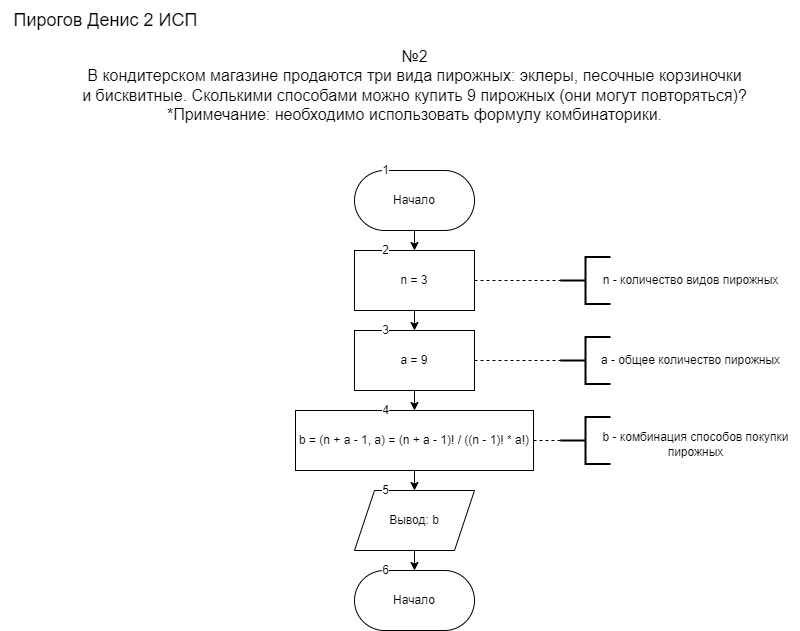 Пирогов Денис 2 ИСП
№2
В кондитерском магазине продаются три вида пирожных: эклеры, песочные корзиночки
и бисквитные. Сколькими способами можно купить 9 пирожных (они могут повторяться)?
*Примечание: необходимо использовать формулу комбинаторики.
1
Начало
2
n = 3
n - количество видов пирожных
3
a = 9
a - общее количество пирожных
4
b = (n + a - 1, a) = (n + a - 1)! / ((n - 1)! * a!)
b - комбинация способов покупки
пирожных
5
Вывод: b
6
Начало